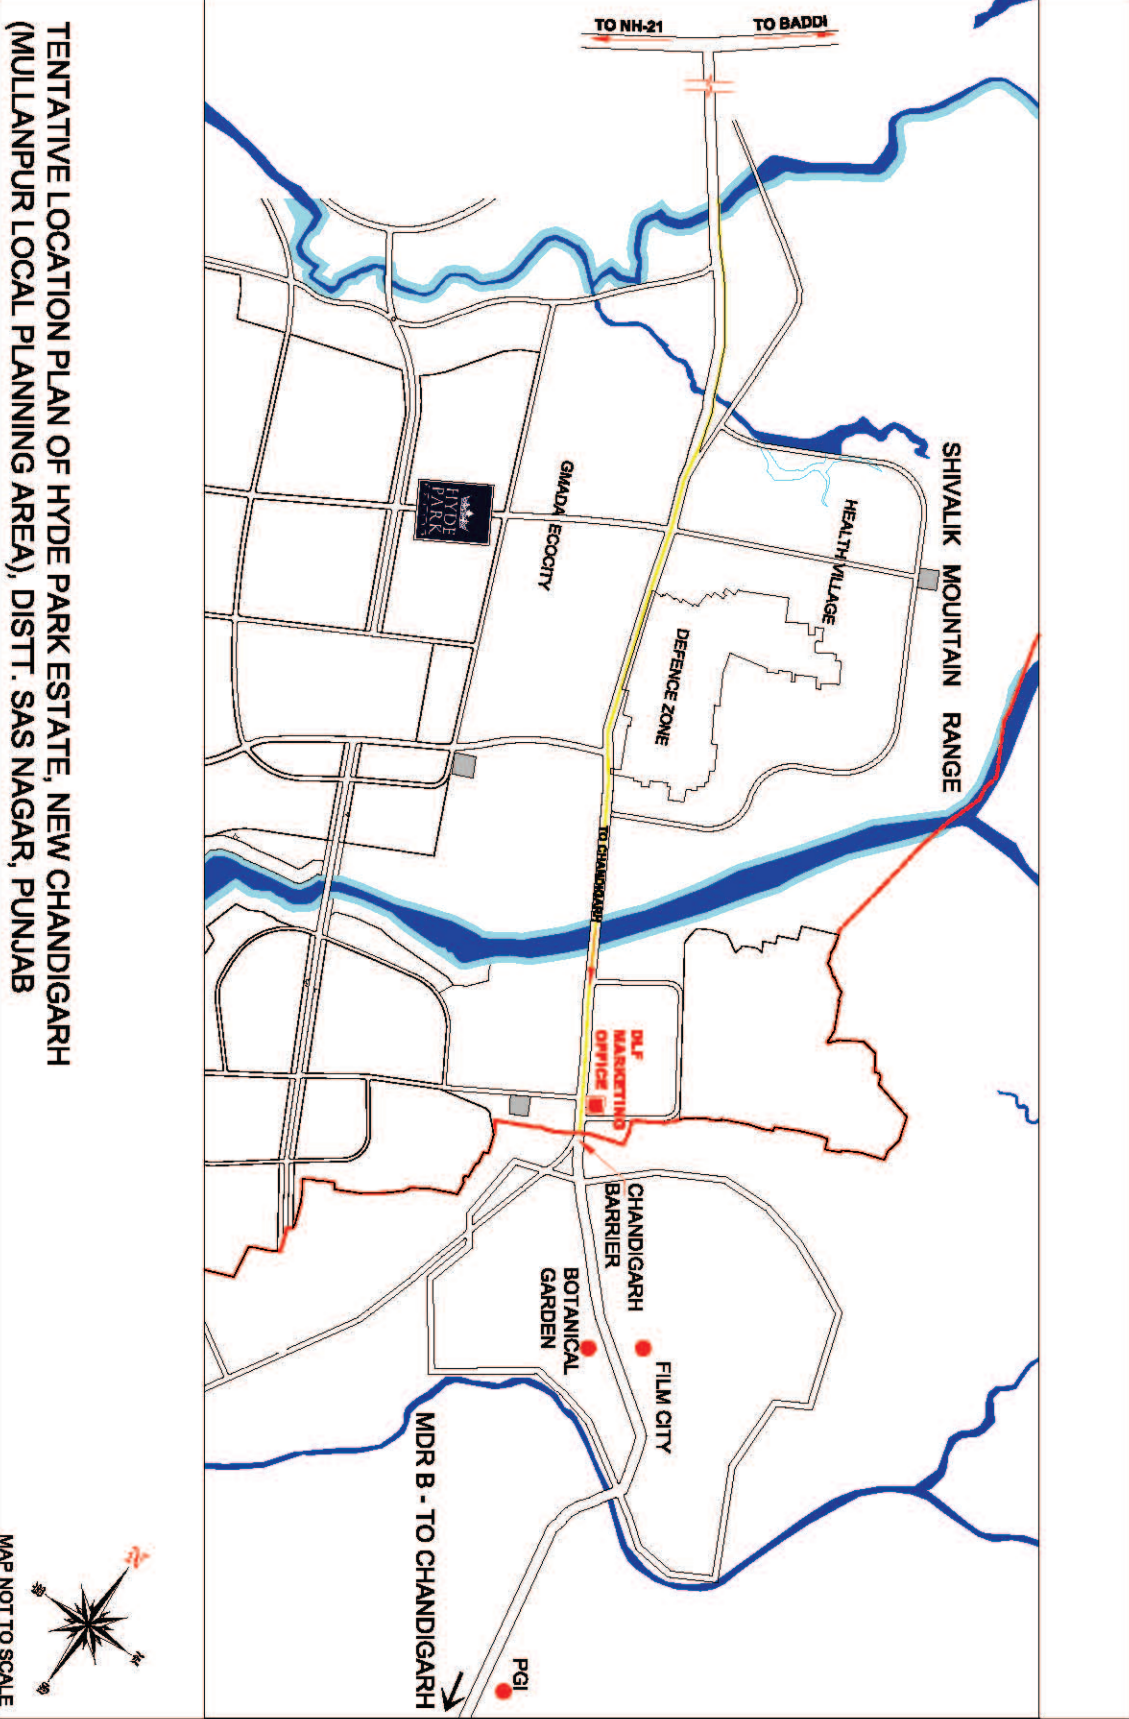 TO NH-21
TO BADDI
SHIVALIK MOUNTAIN RANGE
HEALTH VILLAGE
DEFENCE ZONE
GMADA ECOCITY
HYDE
PARK
TO CHANDIGARH
DLF
MARKETING
OFFICE
CHANDIGARH
BARRIER
FILM CITY
BOTANICAL
GARDEN
MDR B - TO CHANDIGARH
PGI
TENTATIVE LOCATION PLAN OF HYDE PARK ESTATE, NEW CHANDIGARH
(MULLANPUR LOCAL PLANNING AREA), DISTT. SAS NAGAR, PUNJAB
N
MAP NOT TO SCALE